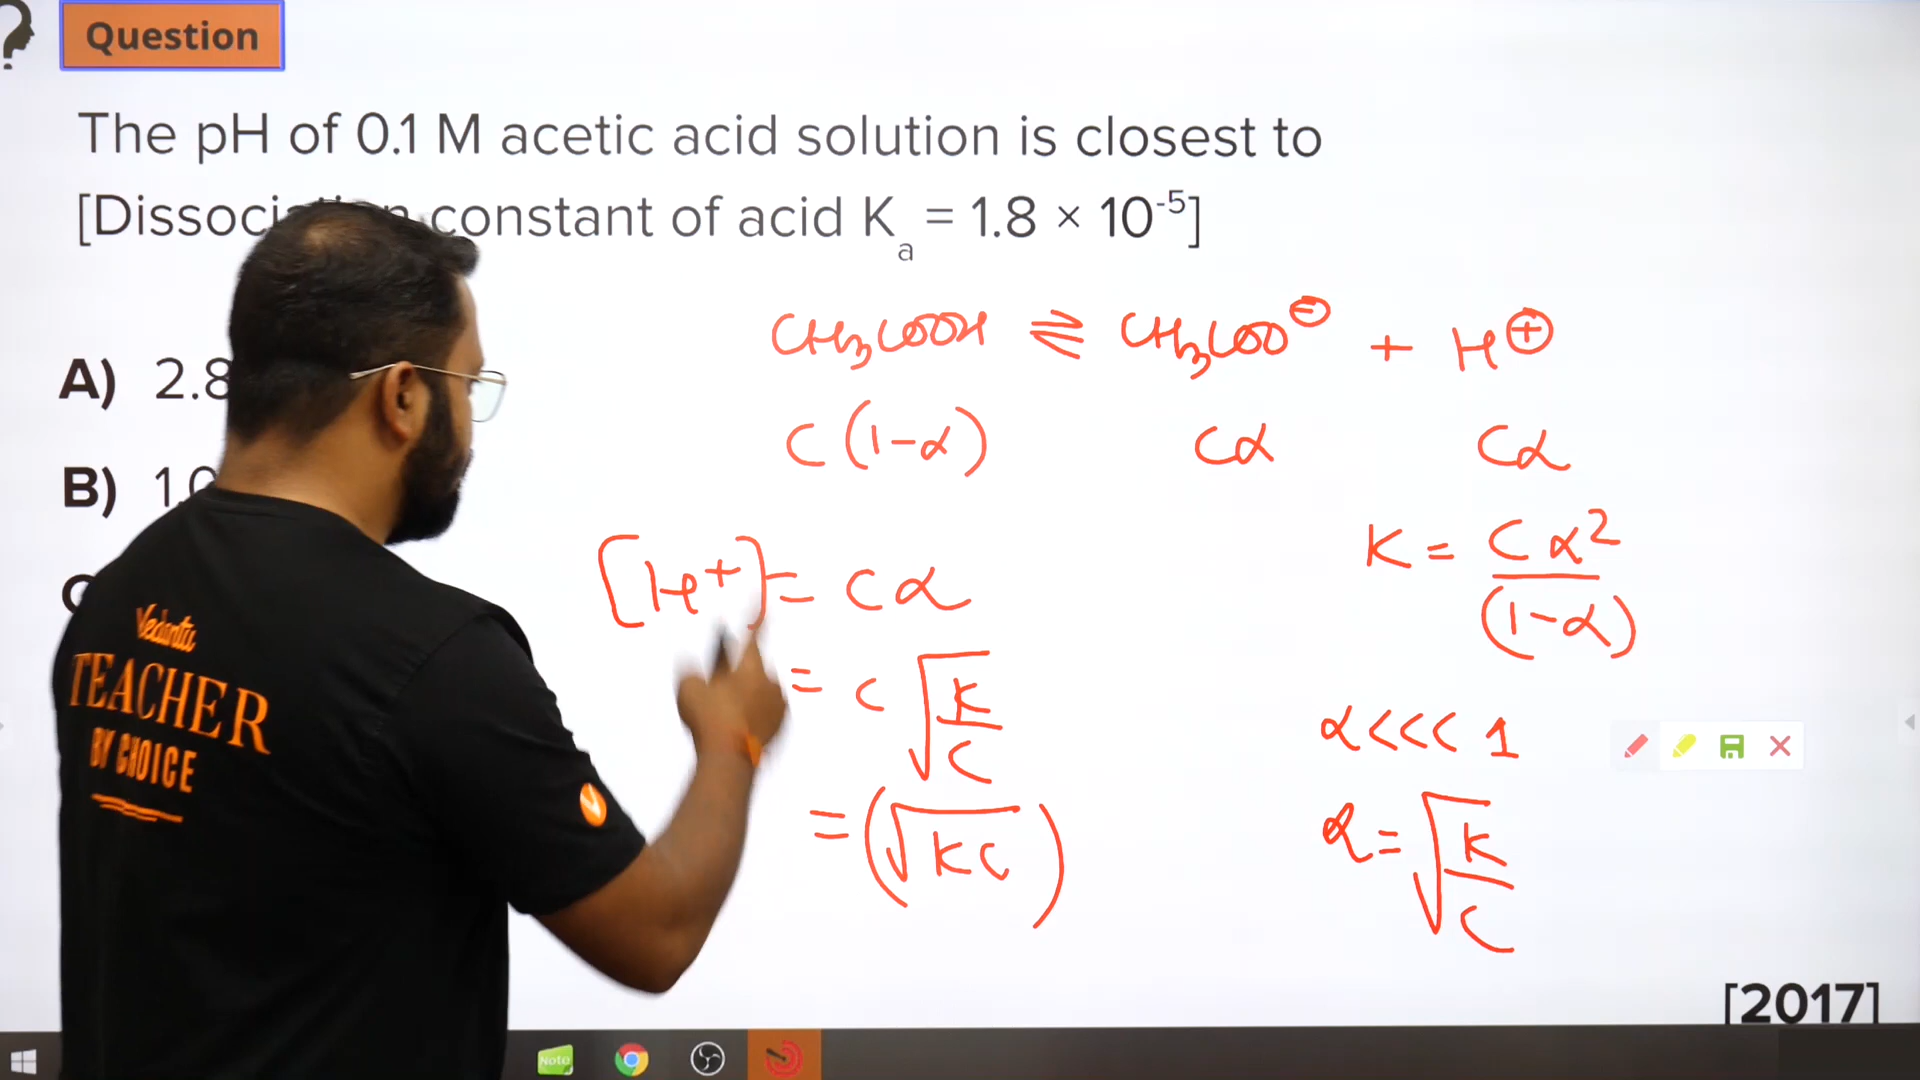 Question
The pH of 0.1 M acetic acid solution is closest to
constant of acid Ka = 1.8 × 10-5]
CH3COOH ⇌ CH3COO⊖ + H⊕
A) 2.8
C(1-α) Cα Cα
B) 1.0
K = Cα2/(1-α)
[H+] = Cα
= C√K/C
α<<<1
= (√KC)
α = √K/C
Vedantu
TEACHER
BY CHOICE
[2017]
Note